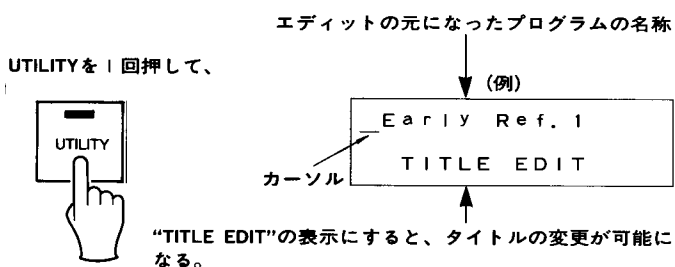 エディットの元になったプログラムの名称
UTILITYを1回押して、
(例)
UTILITY
Early Ref. 1
TITLE EDIT
カーソル
“TITLE EDIT”の表示にすると、タイトルの変更が可能に
なる。